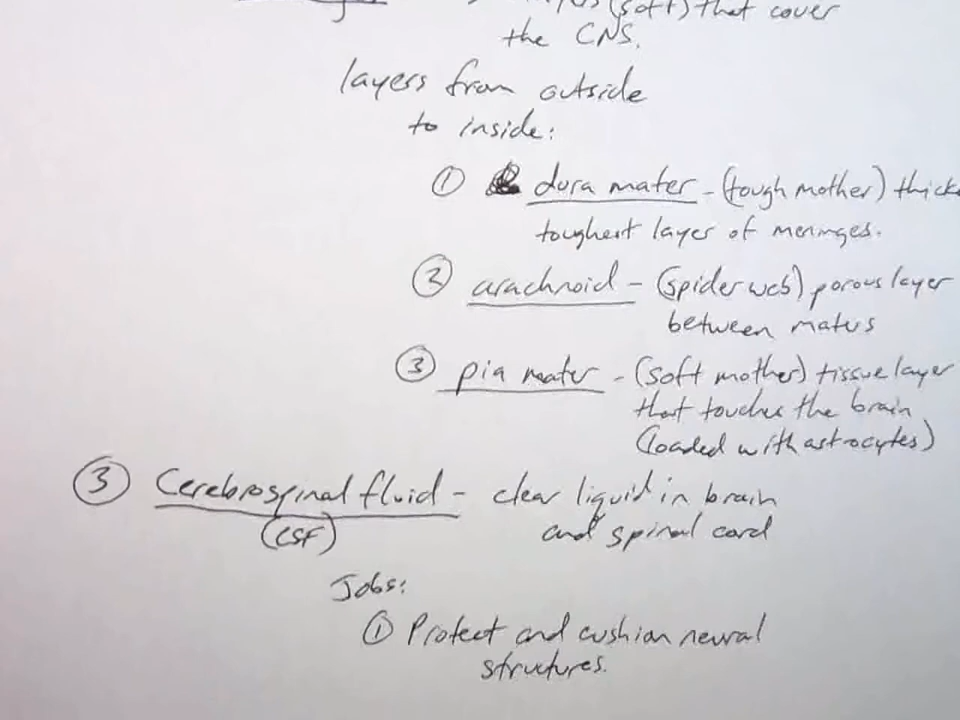 (soft) that cover
the CNS.
layers from outside
to inside:
① dura mater - (tough mother) thick
toughest layer of meninges.
② arachnoid - (spider web) porous layer
between maters
③ pia mater - (soft mother) tissue layer
that touches the brain
(loaded with astrocytes)
③ Cerebrospinal fluid - clear liquid in brain
(CSF) and spinal cord
Jobs:
① Protect and cushion neural
structures.